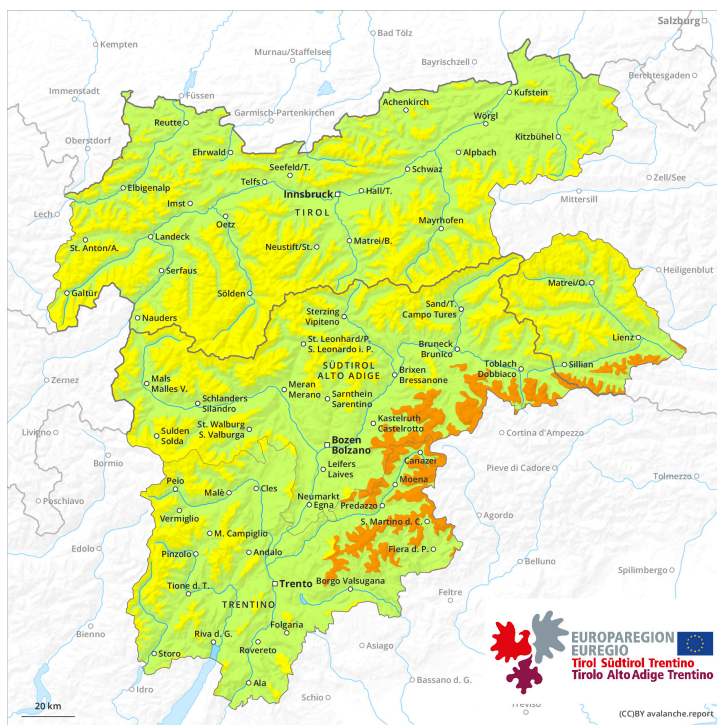 Salzburg
Kempten
Bad Tölz
Murnau/Staffelsee
Bayrischzell
Berchtesgaden
Immenstadt
Füssen
Kufstein
Achenkirch
Garmisch-Partenkirchen
Reutte
Wörgl
Oberstdorf
Kitzbühel
Ehrwald
Alpbach
Seefeld/T.
Schwaz
Zell/See
Telfs
Elbigenalp
Innsbruck
Hall/T.
Mittersill
Imst
TIROL
Lech
Oetz
Mayrhofen
Landeck
Neustift/St.
Matrei/B.
St. Anton/A.
Serfaus
Heiligenblut
Matrei/O.
Galtür
Sölden
Sand/T.
Campo Tures
Nauders
Sterzing
Vipiteno
Lienz
St. Leonhard/P.
S. Leonardo i. P.
Bruneck
Brunico
Toblach
Dobbiaco
Sillian
SÜDTIROL
ALTO ADIGE
Brixen
Bressanone
Zernez
Mals
Malles V.
Meran
Merano
Schlanders
Silandro
Sarnthein
Sarentino
St. Walburg
S. Valburga
Kastelruth
Castelrotto
Livigno
Sulden
Solda
Bozen
Bolzano
Cortina d'Ampezzo
Bormio
Canazei
Leifers
Laives
Pieve di Cadore
Tolmezzo
Peio
Malè
Cles
Moena
Poschiavo
Neumarkt
Egna
Predazzo
Vermiglio
Agordo
S. Martino d. C.
M. Campiglio
Edolo
Pinzolo
Andalo
Fiera d. P.
Belluno
Spilimbergo
Tione d. T.
Trento
Borgo Valsugana
Feltre
TRENTINO
Bienno
Folgaria
Riva d. G.
Rovereto
Asiago
Storo
Bassano d. G.
Idro
Ala
Schio
Treviso
EUROPAREGION
EUREGIO
Tirol Südtirol Trentino
Tirolo Alto Adige Trentino
20 km
(CC)BY avalanche.report